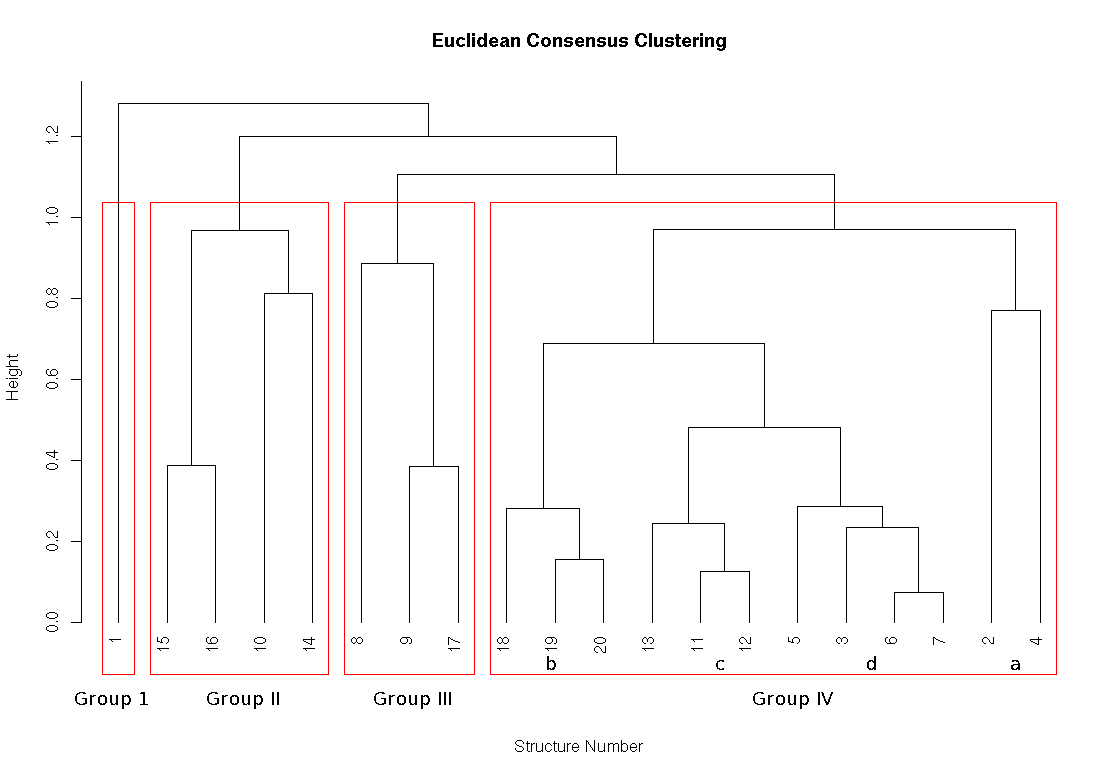 Euclidean Consensus Clustering
Height
1.2
1.0
0.8
0.6
0.4
0.2
0.0
1 15 16 10 14 8 9 17 18 19 20 13 11 12 5 3 6 7 2 4
b c d a
Group 1 Group II Group III Group IV
Structure Number